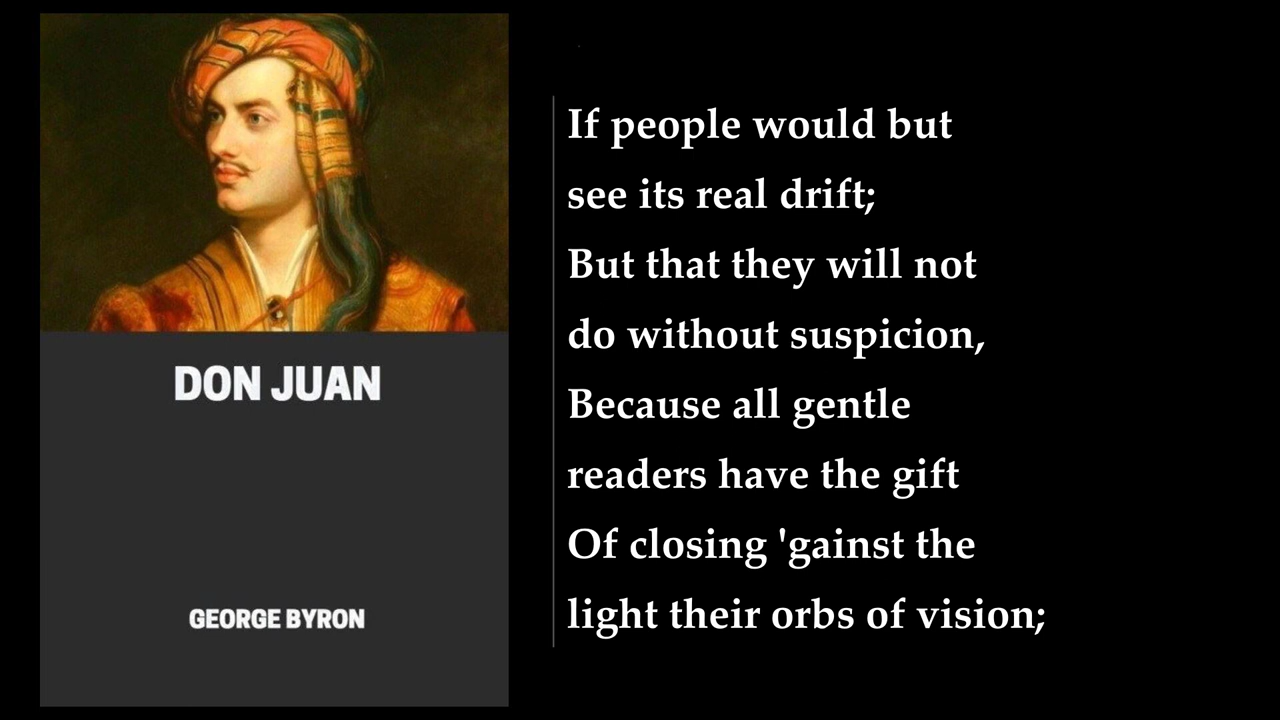 DON JUAN
GEORGE BYRON
If people would but
see its real drift;
But that they will not
do without suspicion,
Because all gentle
readers have the gift
Of closing 'gainst the
light their orbs of vision;